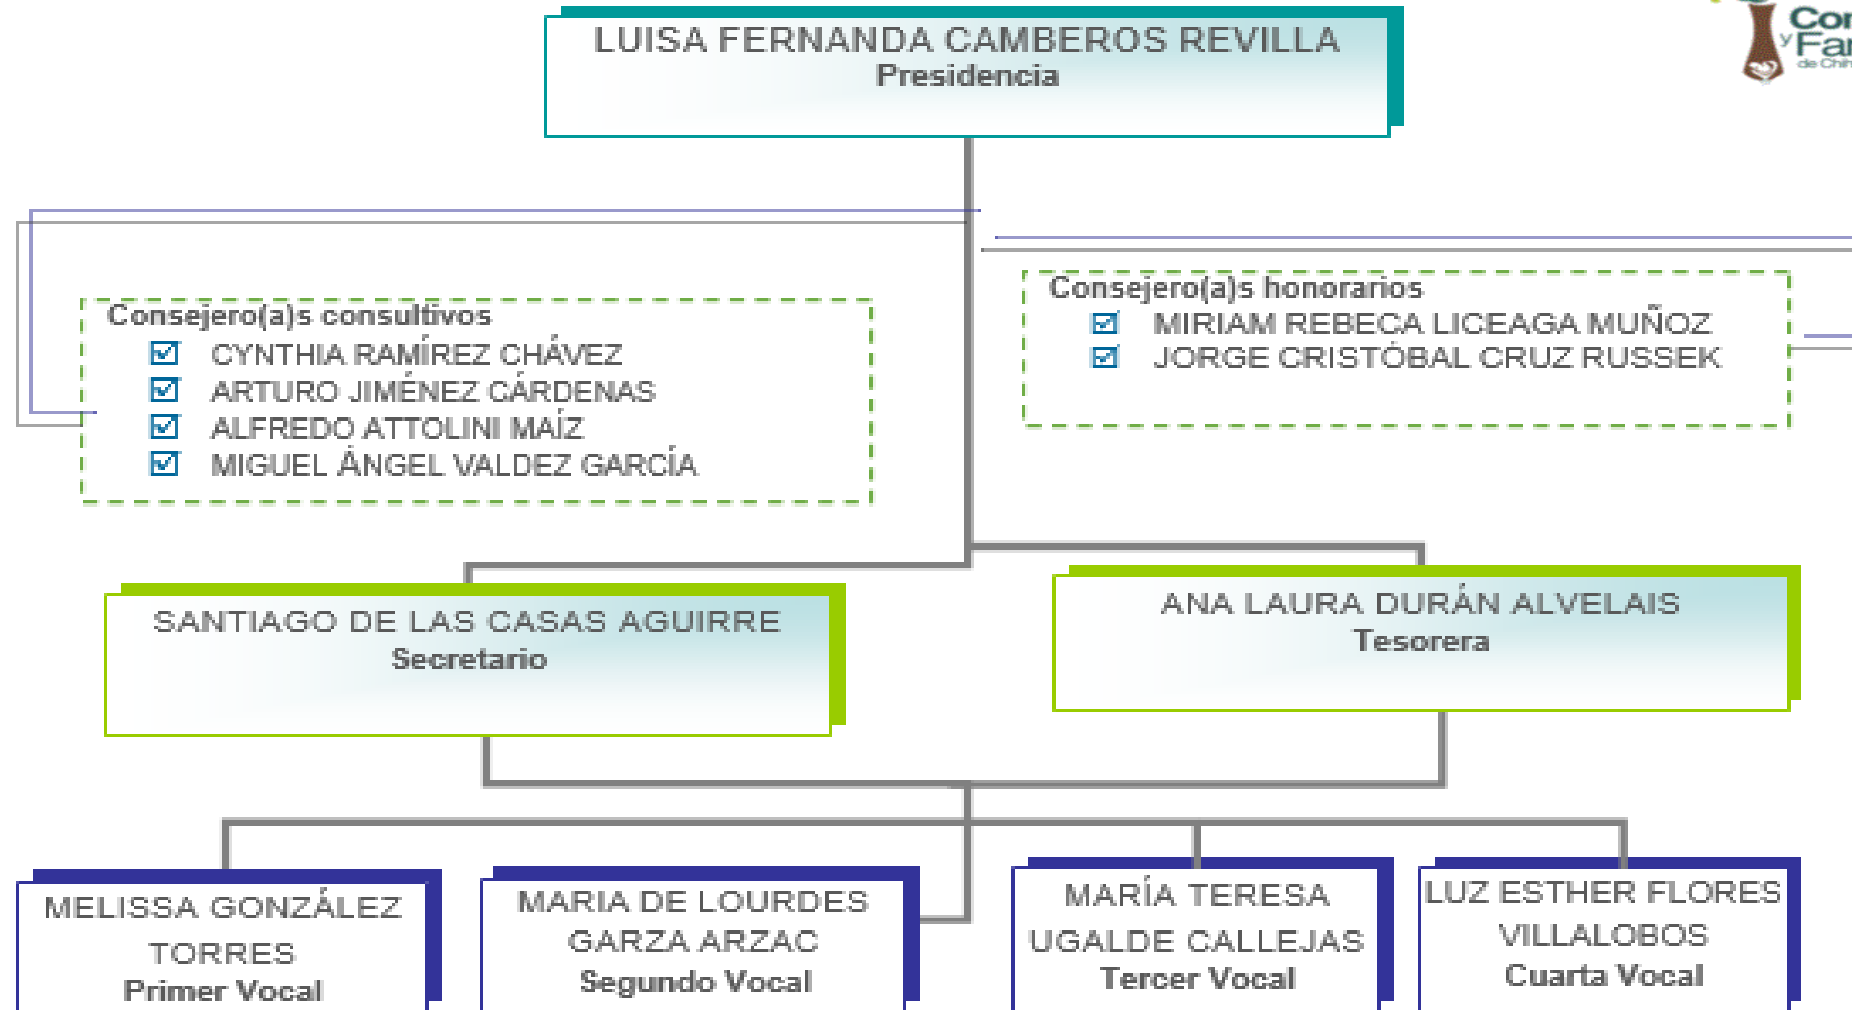 LUISA FERNANDA CAMBEROS REVILLA
Presidencia
y
de
Consejero(a)s consultivos
CYNTHIA RAMÍREZ CHÁVEZ
ARTURO JIMÉNEZ CÁRDENAS
ALFREDO ATTOLINI MAÍZ
MIGUEL ÁNGEL VALDEZ GARCÍA
Consejero(a)s honorarios
MIRIAM REBECA LICEAGA MUÑOZ
JORGE CRISTÓBAL CRUZ RUSSEK
SANTIAGO DE LAS CASAS AGUIRRE
Secretario
ANA LAURA DURÁN ALVELAIS
Tesorera
MELISSA GONZÁLEZ
TORRES
Primer Vocal
MARIA DE LOURDES
GARZA ARZAC
Segundo Vocal
MARÍA TERESA
UGALDE CALLEJAS
Tercer Vocal
LUZ ESTHER FLORES
VILLALOBOS
Cuarta Vocal